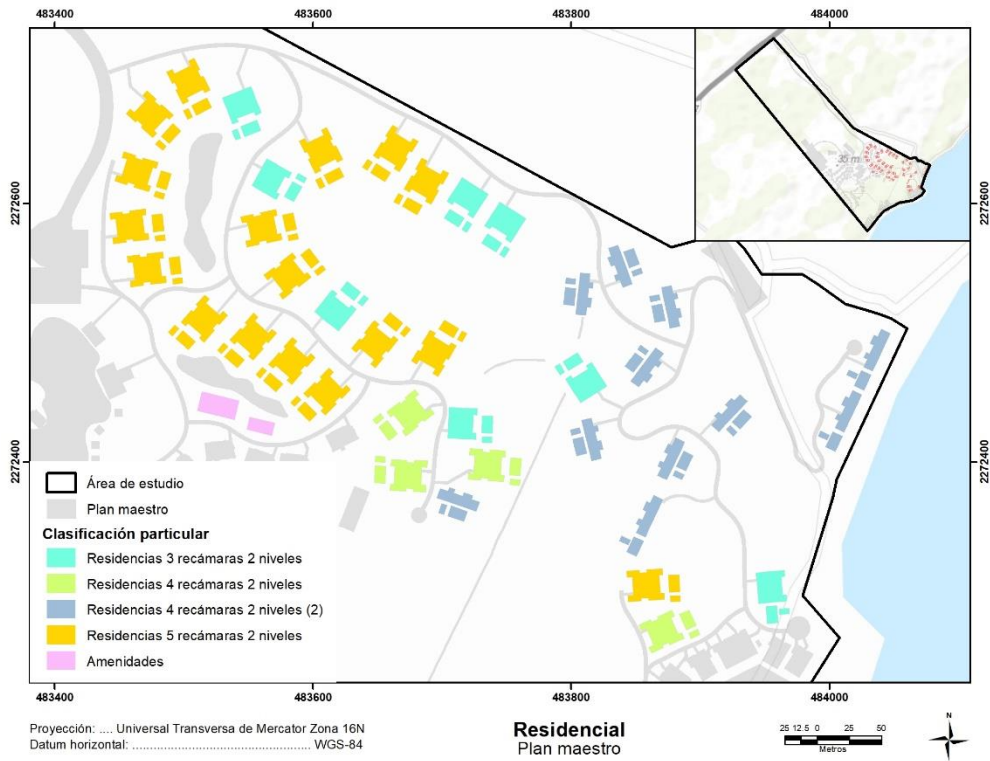 483400 483600 483800 484000
35 m
2272600 2272600
2272400 2272400
Área de estudio
Plan maestro
Clasificación particular
Residencias 3 recámaras 2 niveles
Residencias 4 recámaras 2 niveles
Residencias 4 recámaras 2 niveles (2)
Residencias 5 recámaras 2 niveles
Amenidades
483400 483600 483800 484000
Proyección: .... Universal Transversa de Mercator Zona 16N
Datum horizontal: ................................................ WGS-84
Residencial
Plan maestro
25 12.5 0 25 50
Metros
N